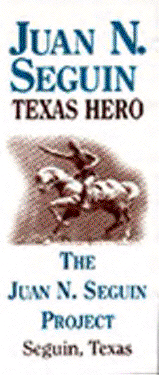 JUAN N.
SEGUIN
TEXAS HERO
THE
JUAN N. SEGUIN
PROJECT
Seguin, Texas